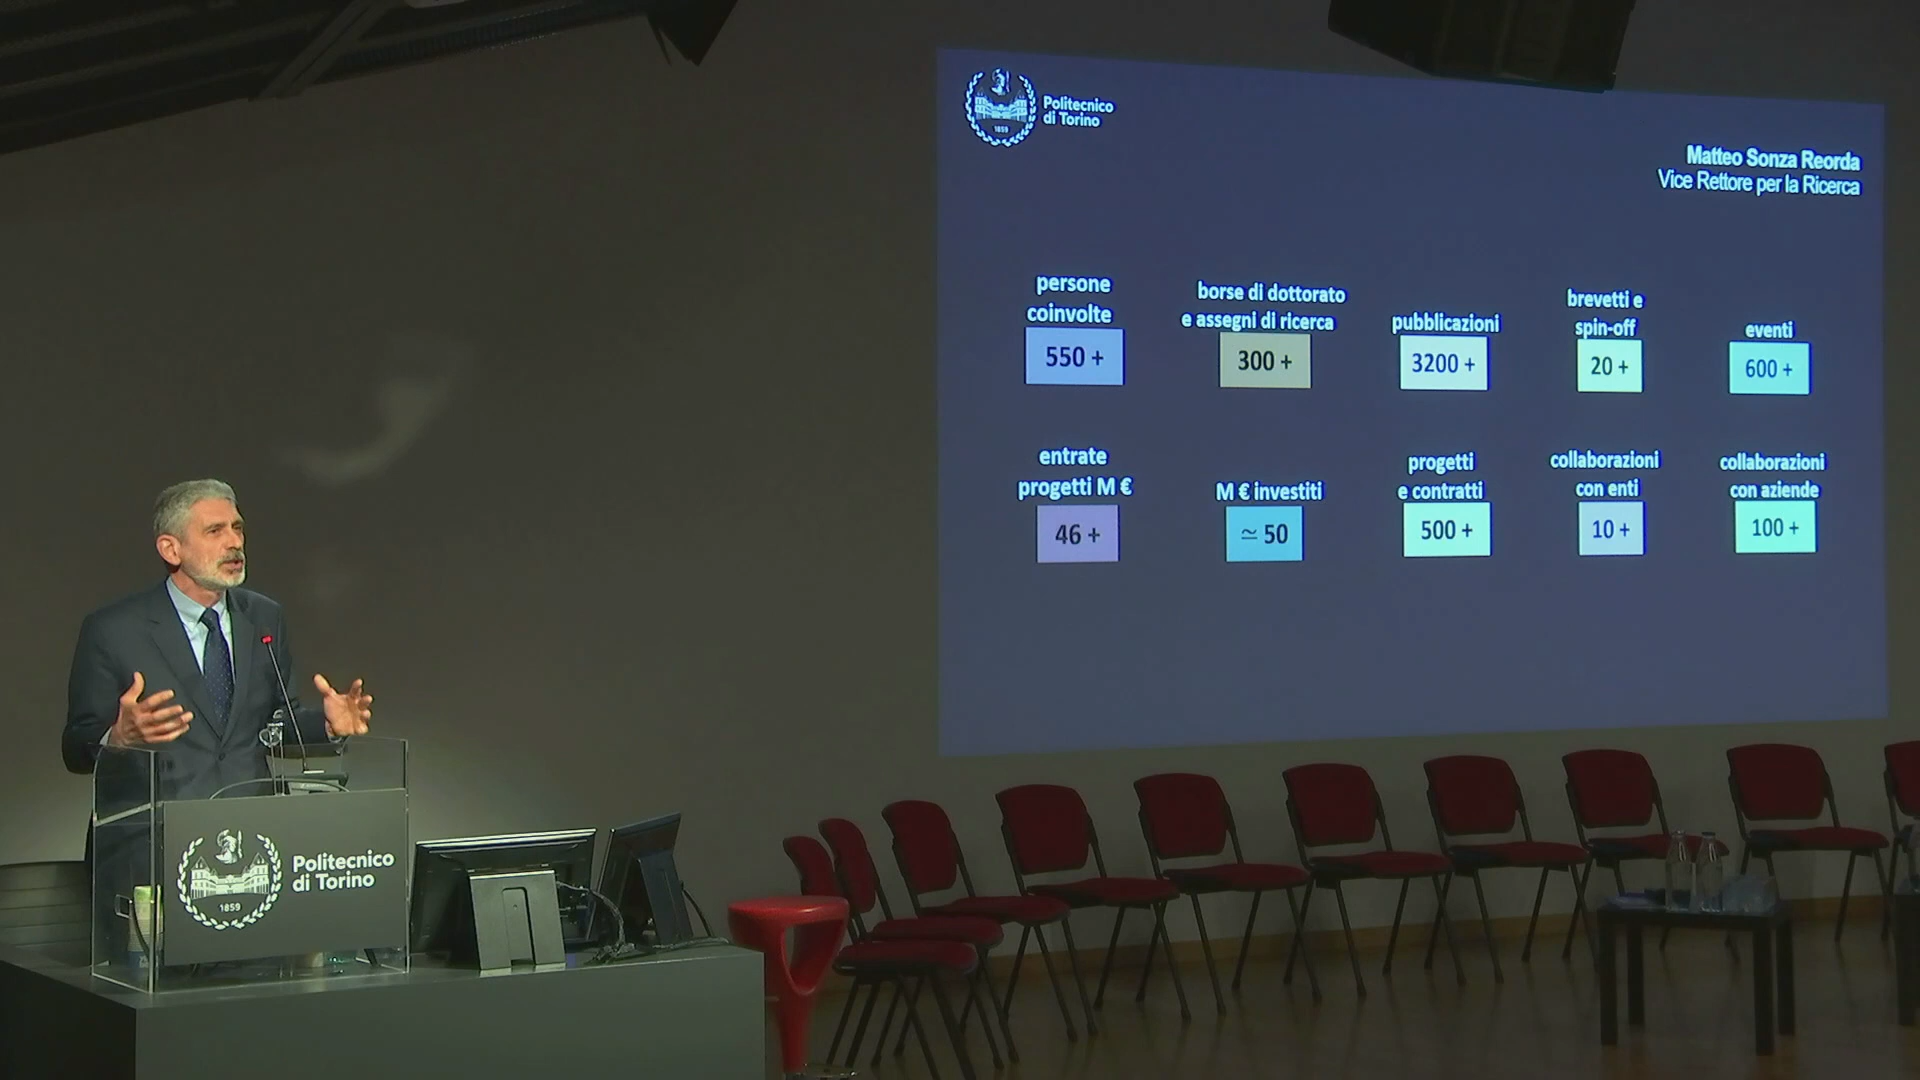 Politecnico
di Torino
1859
Matteo Sonza Reorda
Vice Rettore per la Ricerca
persone
coinvolte
550 +
borse di dottorato
e assegni di ricerca
300 +
pubblicazioni
3200 +
brevetti e
spin-off
20 +
eventi
600 +
entrate
progetti M €
46 +
M € investiti
≃ 50
progetti
e contratti
500 +
collaborazioni
con enti
10 +
collaborazioni
con aziende
100 +
Politecnico
di Torino
1859